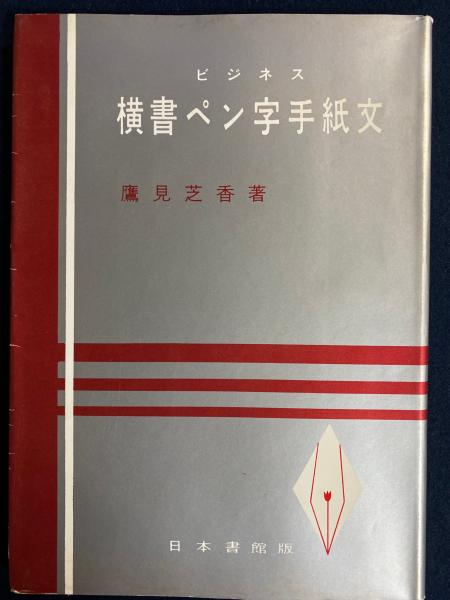 ビジネス
横書ペン字手紙文
鷹見芝香著
日本書館版